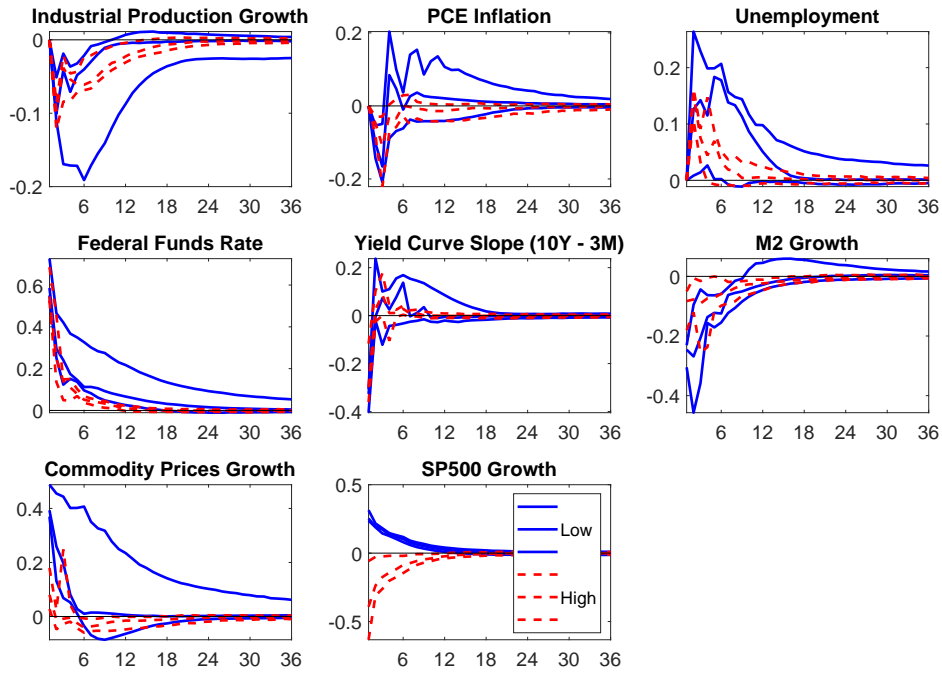 Industrial Production Growth
0
-0.1
-0.2
6 12 18 24 30 36
PCE Inflation
0.2
0
-0.2
6 12 18 24 30 36
Unemployment
0.2
0.1
0
6 12 18 24 30 36
Federal Funds Rate
0.6
0.4
0.2
0
6 12 18 24 30 36
Yield Curve Slope (10Y - 3M)
0.2
0
-0.2
-0.4
6 12 18 24 30 36
M2 Growth
0
-0.2
-0.4
6 12 18 24 30 36
Commodity Prices Growth
0.4
0.2
0
6 12 18 24 30 36
SP500 Growth
0.5
0
-0.5
6 12 18 24 30 36
Low
High